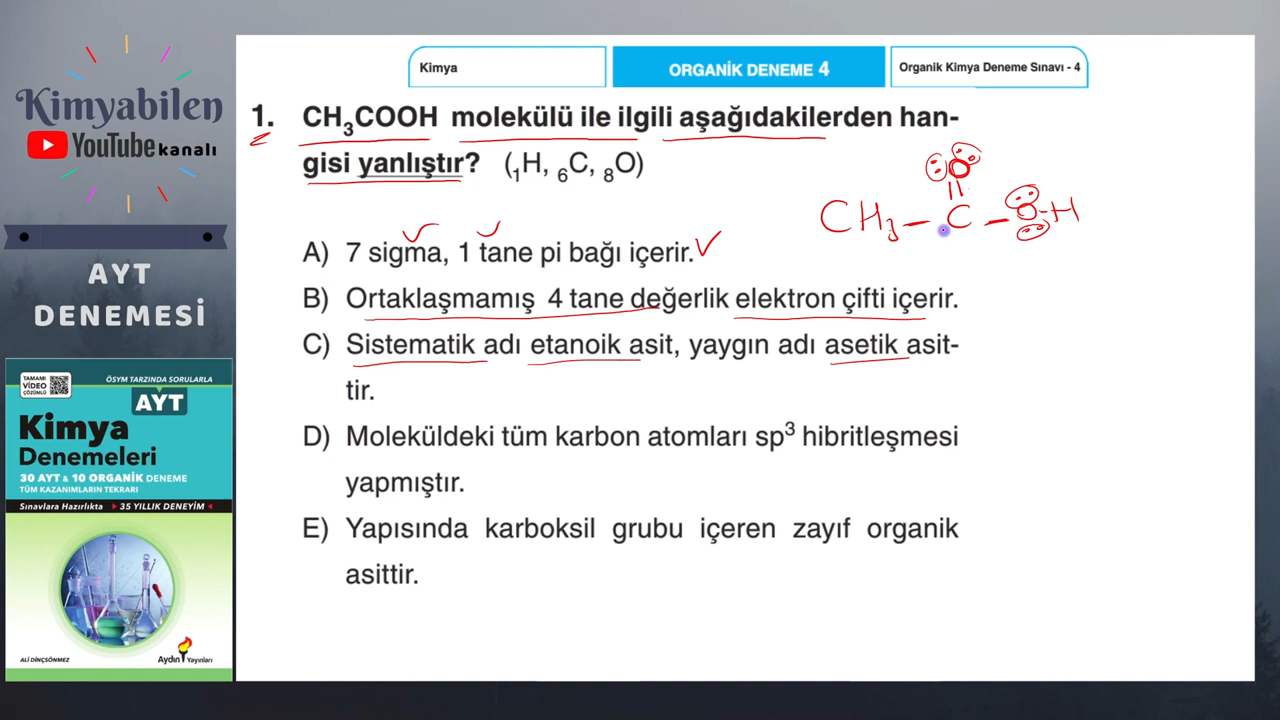 Kimyabilen
YouTube kanalı
AYT
DENEMESİ
TAMAMI
VİDEO
ÇÖZÜMLÜ
ÖSYM TARZINDA SORULARLA
AYT
Kimya
Denemeleri
30 AYT & 10 ORGANİK DENEME
TÜM KAZANIMLARIN TEKRARI
Sınavlara Hazırlıkta 35 YILLIK DENEYİM
ALİ DİNÇSÖNMEZ
Aydın Yayınları
Kimya
ORGANİK DENEME 4
Organik Kimya Deneme Sınavı - 4
1. CH₃COOH molekülü ile ilgili aşağıdakilerden han-
gisi yanlıştır? (₁H, ₆C, ₈O)
O
CH₃ – C – O-H
A) 7 sigma, 1 tane pi bağı içerir.
B) Ortaklaşmamış 4 tane değerlik elektron çifti içerir.
C) Sistematik adı etanoik asit, yaygın adı asetik asit-
tir.
D) Moleküldeki tüm karbon atomları sp³ hibritleşmesi
yapmıştır.
E) Yapısında karboksil grubu içeren zayıf organik
asittir.